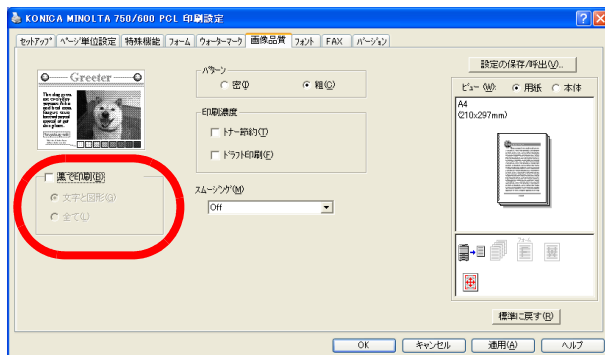 KONICA MINOLTA 750/600 PCL 印刷設定
セットアップ ページ単位設定 特殊機能 フォーム ウォーターマーク 画像品質 フォント FAX バージョン
Greeter
パターン
密(I) 粗(C)
印刷濃度
トナー節約(T)
ドラフト印刷(F)
黒で印刷(B)
文字と図形(G)
全て(L)
スムージング(M)
Off
設定の保存/呼出(V)...
ビュー(W): 用紙 本体
A4
(210x297mm)
フォーム
標準に戻す(R)
OK キャンセル 適用(A) ヘルプ